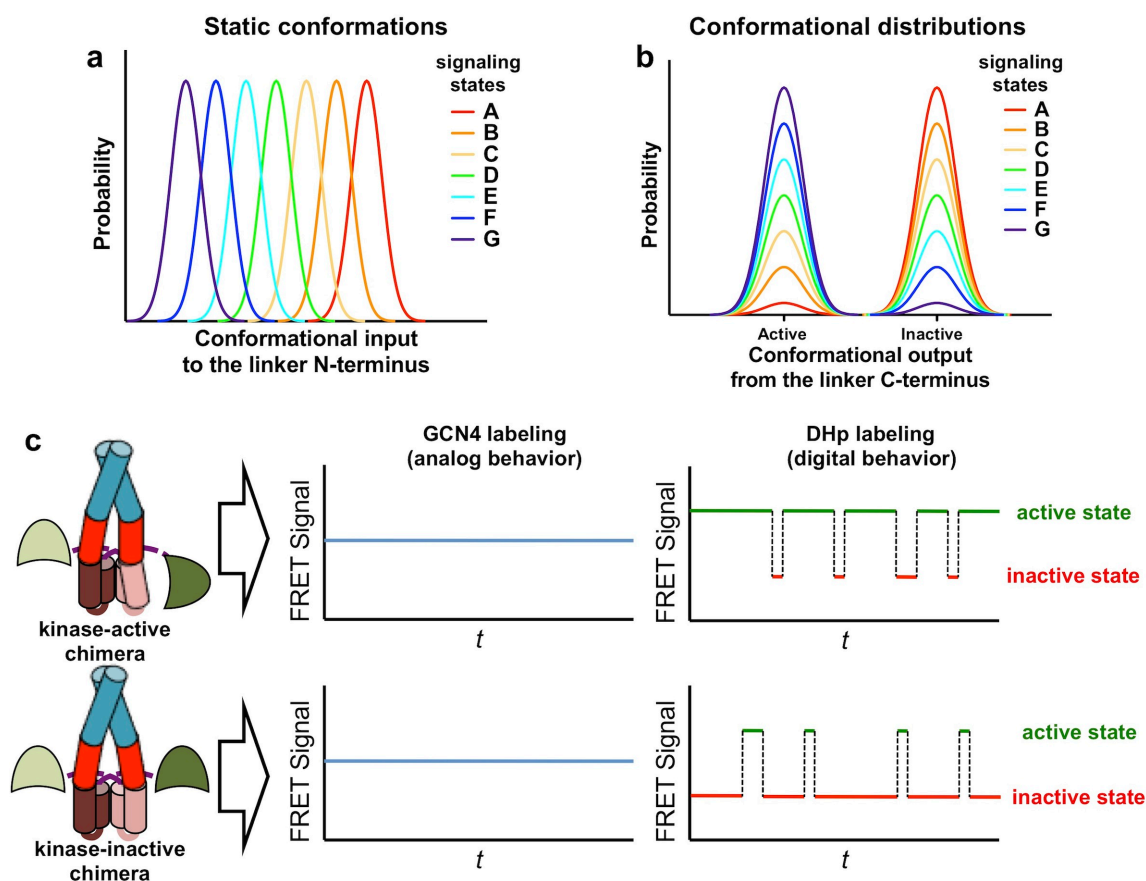 Static conformations
a
signaling
states
A
B
C
D
E
F
G
Probability
Conformational input
to the linker N-terminus
Conformational distributions
b
signaling
states
A
B
C
D
E
F
G
Probability
Active
Inactive
Conformational output
from the linker C-terminus
c
GCN4 labeling
(analog behavior)
DHp labeling
(digital behavior)
kinase-active
chimera
FRET Signal
t
FRET Signal
active state
inactive state
t
kinase-inactive
chimera
FRET Signal
t
FRET Signal
active state
inactive state
t